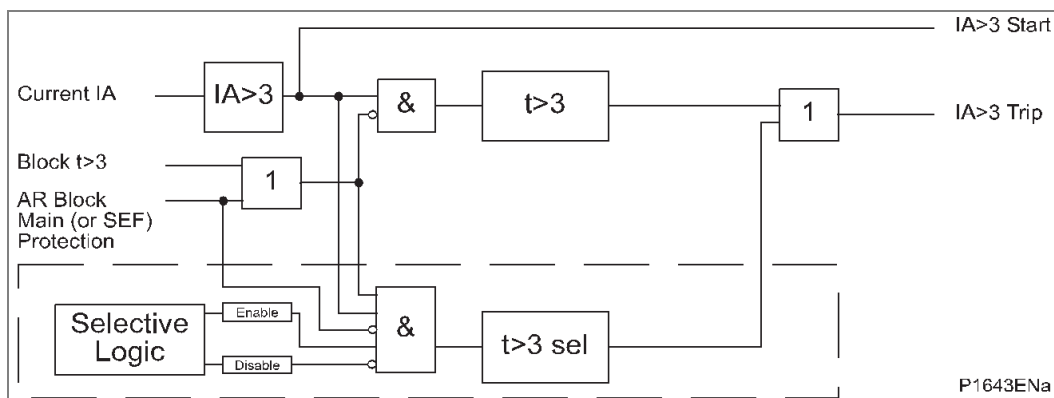 IA>3 Start
Current IA
IA>3
&
t>3
1
IA>3 Trip
Block t>3
1
AR Block
Main (or SEF)
Protection
Selective
Logic
Enable
Disable
&
t>3 sel
P1643ENa